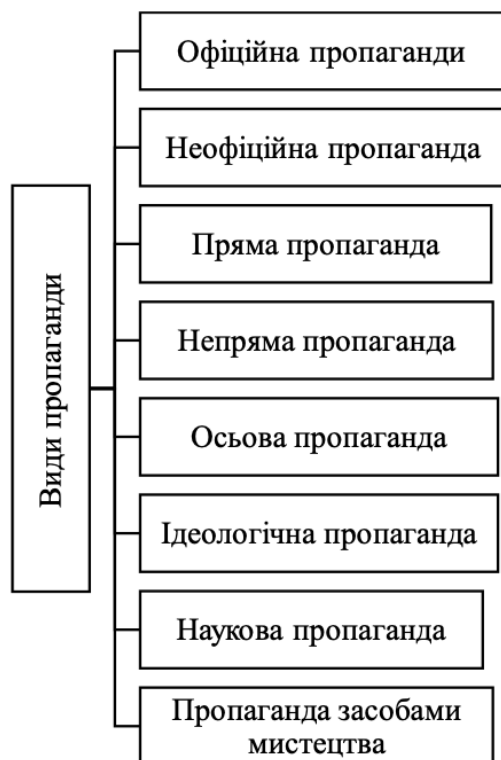 Види пропаганди
Офіційна пропаганди
Неофіційна пропаганда
Пряма пропаганда
Непряма пропаганда
Осьова пропаганда
Ідеологічна пропаганда
Наукова пропаганда
Пропаганда засобами
мистецтва